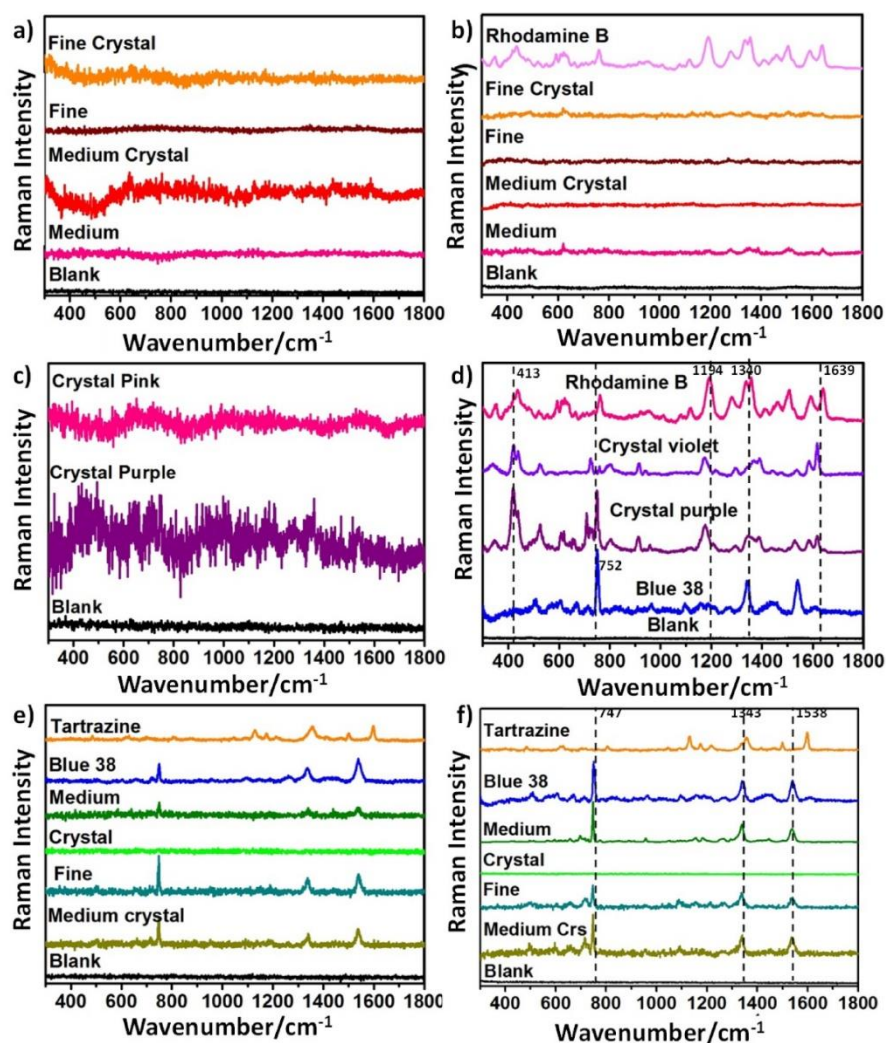 a)
Raman Intensity
Fine Crystal
Fine
Medium Crystal
Medium
Blank
400 600 800 1000 1200 1400 1600 1800
Wavenumber/cm-1
b)
Raman Intensity
Rhodamine B
Fine Crystal
Fine
Medium Crystal
Medium
Blank
400 600 800 1000 1200 1400 1600 1800
Wavenumber/cm-1
c)
Raman Intensity
Crystal Pink
Crystal Purple
Blank
400 600 800 1000 1200 1400 1600 1800
Wavenumber/cm-1
d)
Raman Intensity
413 1194 1340 1639
Rhodamine B
Crystal violet
Crystal purple
752
Blue 38
Blank
400 600 800 1000 1200 1400 1600 1800
Wavenumber/cm-1
e)
Raman Intensity
Tartrazine
Blue 38
Medium
Crystal
Fine
Medium crystal
Blank
400 600 800 1000 1200 1400 1600 1800
Wavenumber/cm-1
f)
Raman Intensity
747 1343 1538
Tartrazine
Blue 38
Medium
Crystal
Fine
Medium Crs
Blank
400 600 800 1000 1200 1400 1600 1800
Wavenumber/cm-1